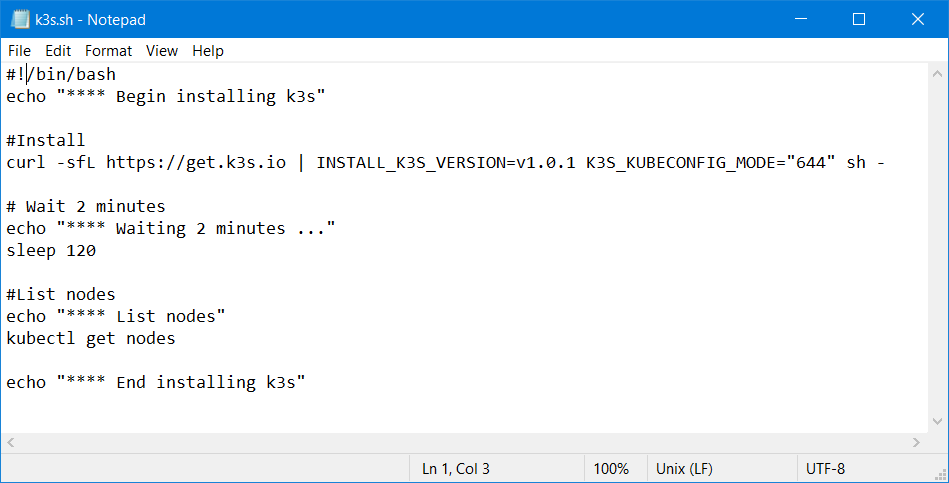 k3s.sh - Notepad
File Edit Format View Help
#!/bin/bash
echo "**** Begin installing k3s"
#Install
curl -sfL https://get.k3s.io | INSTALL_K3S_VERSION=v1.0.1 K3S_KUBECONFIG_MODE="644" sh -
# Wait 2 minutes
echo "**** Waiting 2 minutes ..."
sleep 120
#List nodes
echo "**** List nodes"
kubectl get nodes
echo "**** End installing k3s"
Ln 1, Col 3 100% Unix (LF) UTF-8